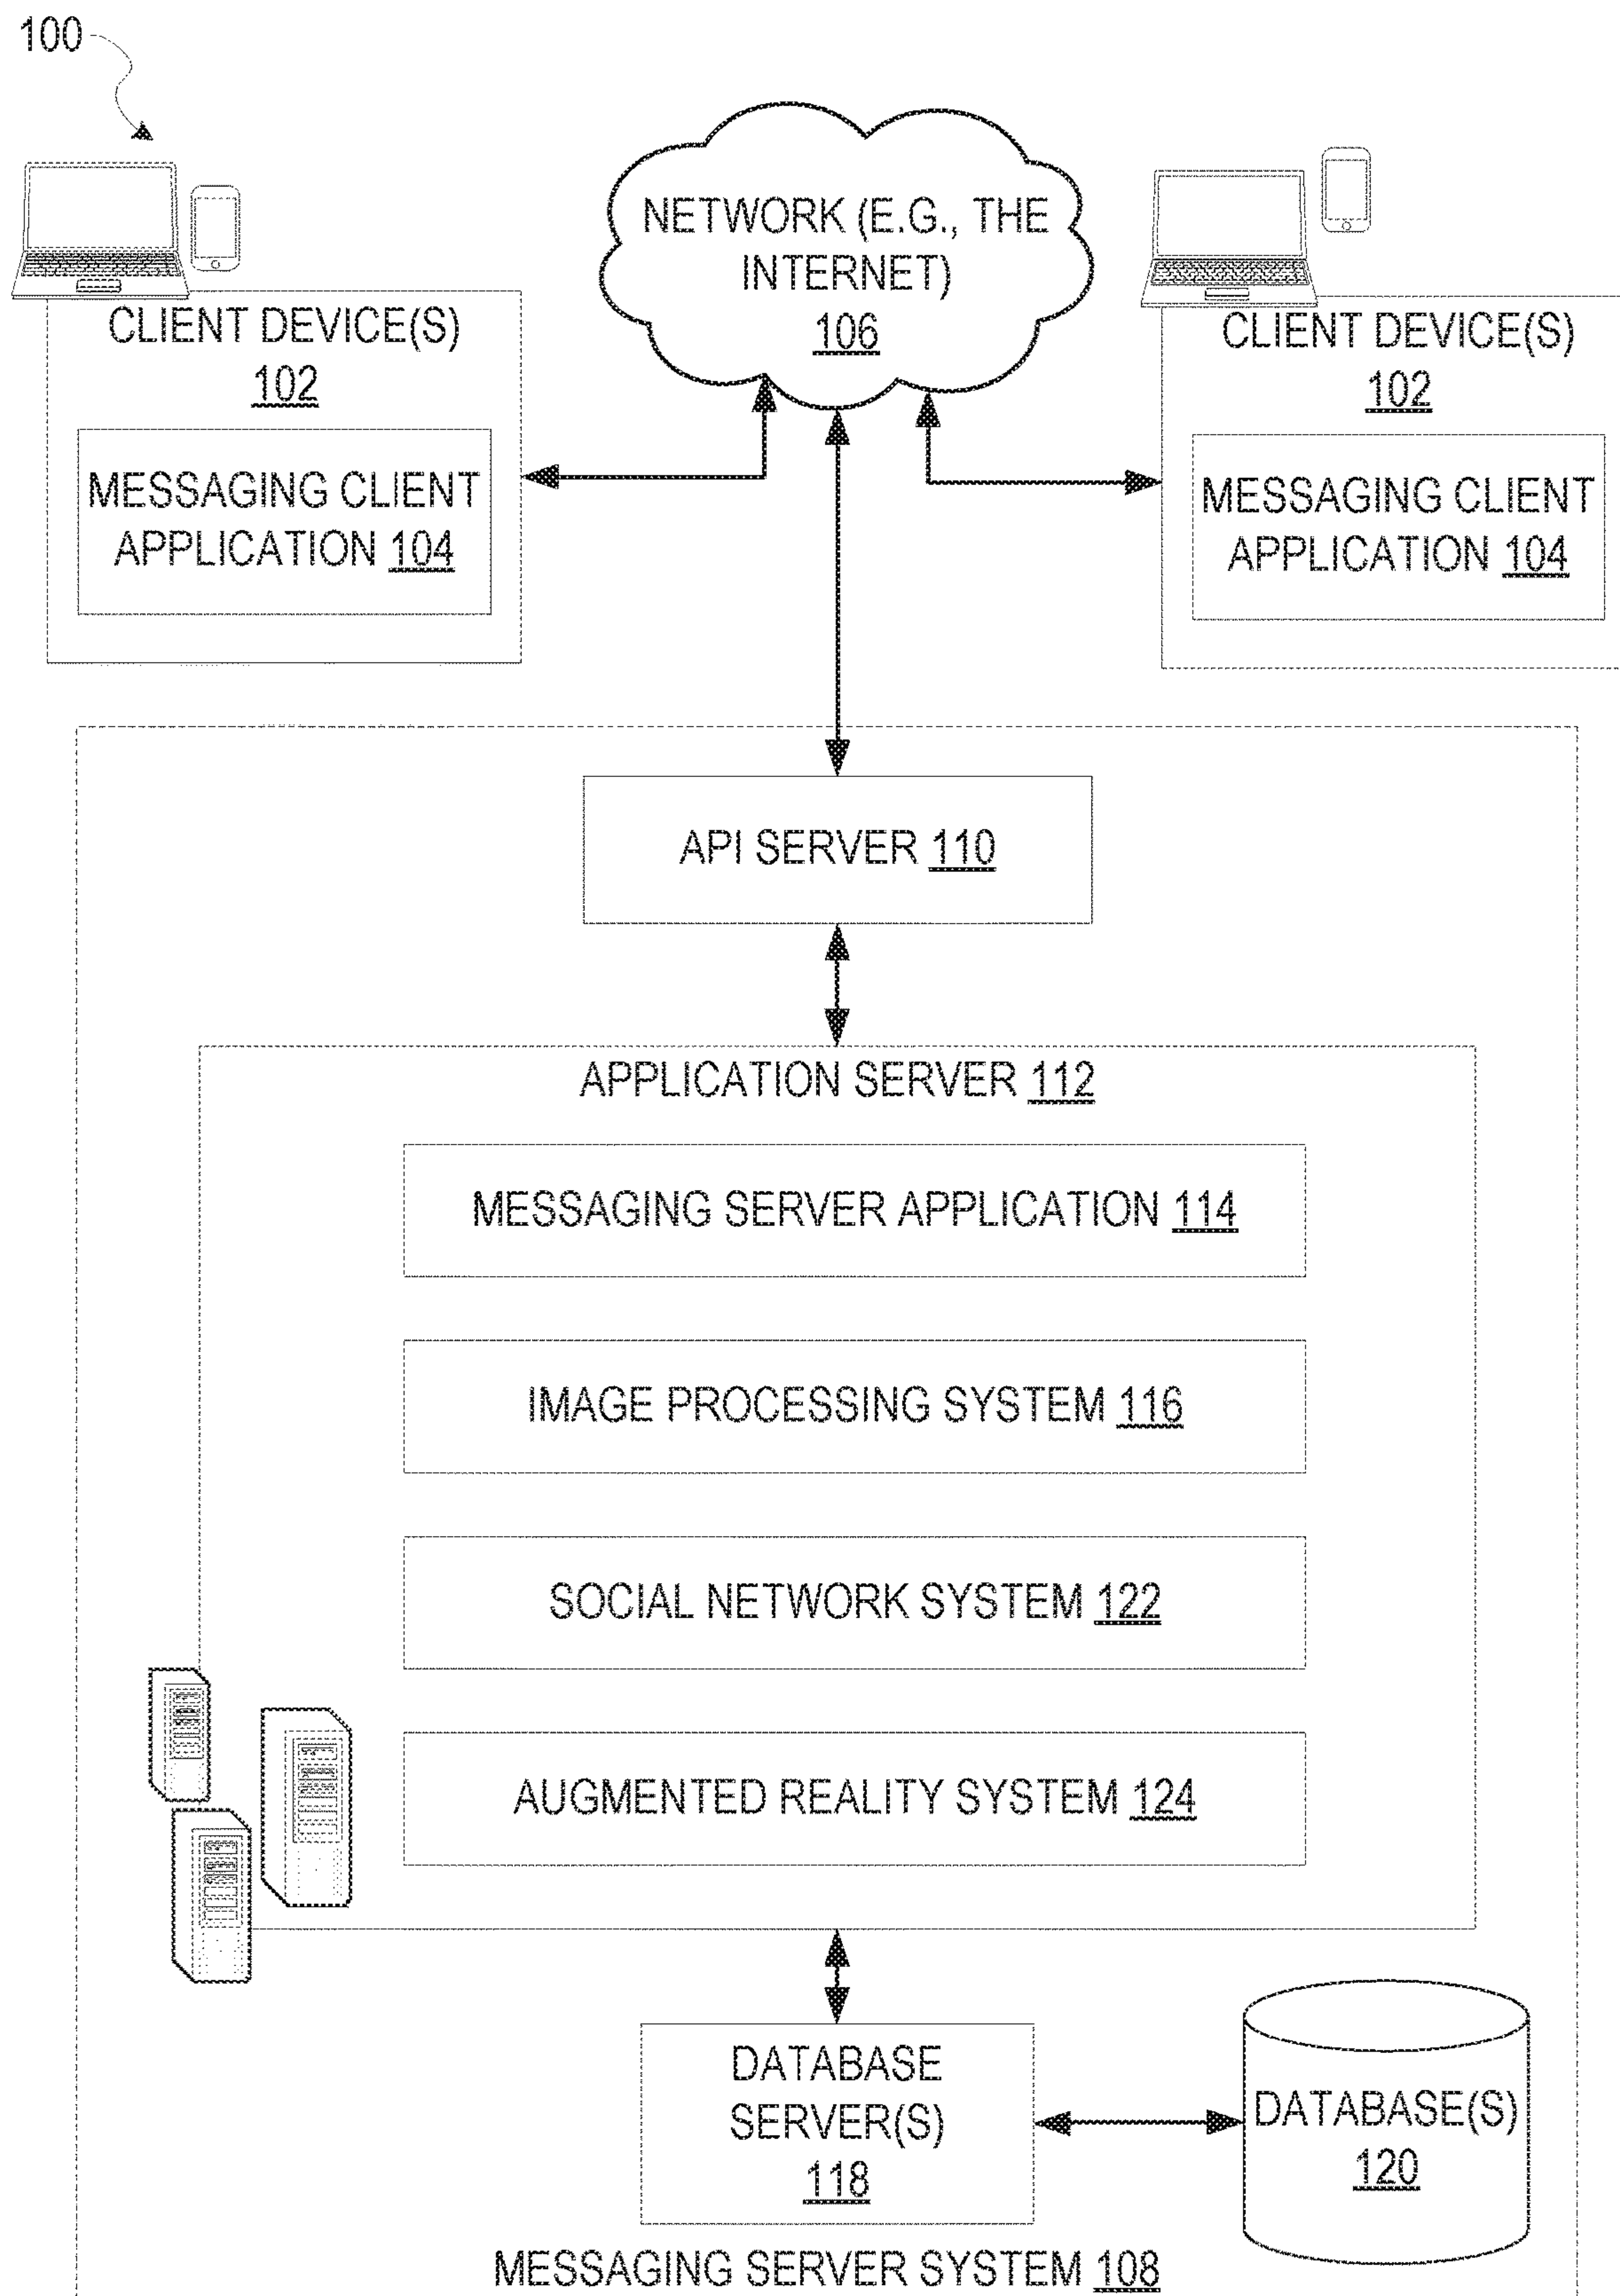 100
NETWORK (E.G., THE
INTERNET)
106
CLIENT DEVICE(S)
102
MESSAGING CLIENT
APPLICATION 104
CLIENT DEVICE(S)
102
MESSAGING CLIENT
APPLICATION 104
API SERVER 110
APPLICATION SERVER 112
MESSAGING SERVER APPLICATION 114
IMAGE PROCESSING SYSTEM 116
SOCIAL NETWORK SYSTEM 122
AUGMENTED REALITY SYSTEM 124
DATABASE
SERVER(S)
118
DATABASE(S)
120
MESSAGING SERVER SYSTEM 108